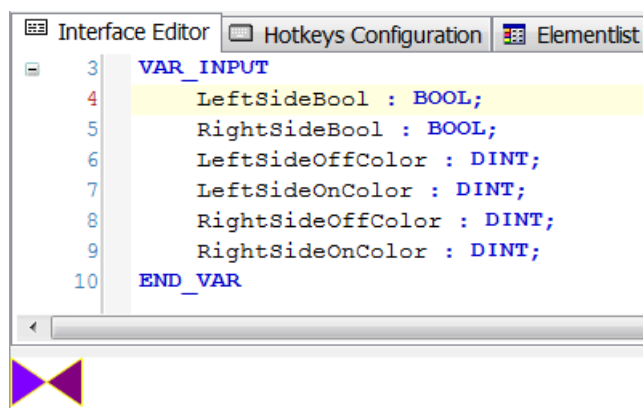 Interface Editor Hotkeys Configuration Elementlist
3 VAR_INPUT
4 LeftSideBool : BOOL;
5 RightSideBool : BOOL;
6 LeftSideOffColor : DINT;
7 LeftSideOnColor : DINT;
8 RightSideOffColor : DINT;
9 RightSideOnColor : DINT;
10 END_VAR